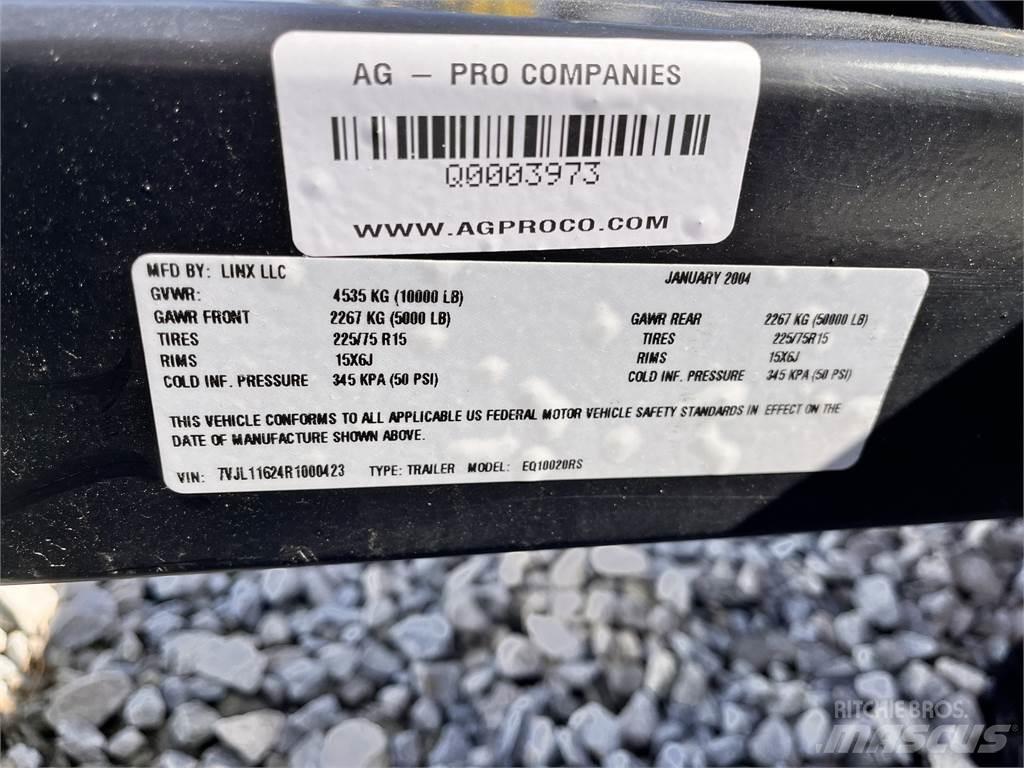 AG – PRO COMPANIES
Q0003973
WWW.AGPROCO.COM
MFD BY: LINX LLC JANUARY 2004
GVWR: 4535 KG (10000 LB)
GAWR FRONT 2267 KG (5000 LB) GAWR REAR 2267 KG (50000 LB)
TIRES 225/75 R15 TIRES 225/75R15
RIMS 15X6J RIMS 15X6J
COLD INF. PRESSURE 345 KPA (50 PSI) COLD INF. PRESSURE 345 KPA (50 PSI)
THIS VEHICLE CONFORMS TO ALL APPLICABLE US FEDERAL MOTOR VEHICLE SAFETY STANDARDS IN EFFECT ON THE
DATE OF MANUFACTURE SHOWN ABOVE.
VIN: 7VJL11624R1000423 TYPE: TRAILER MODEL: EQ10020RS
RITCHIE BROS.
MASCUS